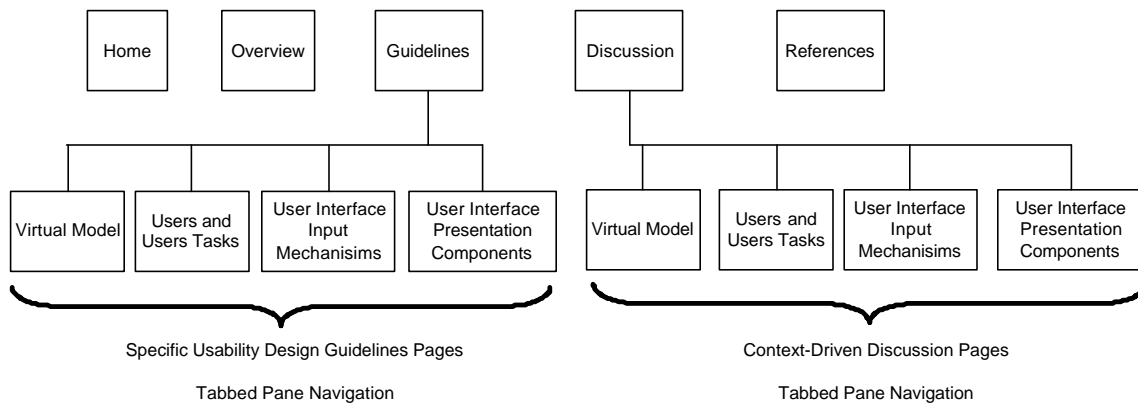 Home
Overview
Guidelines
Discussion
References
Virtual Model
Users and
Users Tasks
User Interface
Input
Mechanisims
User Interface
Presentation
Components
Virtual Model
Users and
Users Tasks
User Interface
Input
Mechanisims
User Interface
Presentation
Components
Specific Usability Design Guidelines Pages
Tabbed Pane Navigation
Context-Driven Discussion Pages
Tabbed Pane Navigation